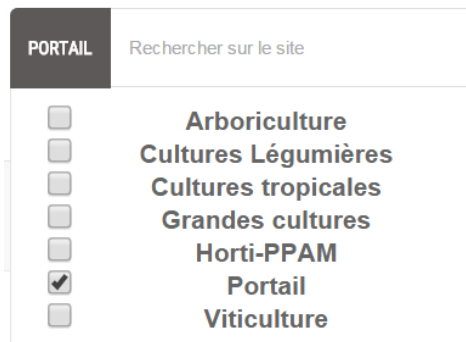 PORTAIL Rechercher sur le site
Arboriculture
Cultures Légumières
Cultures tropicales
Grandes cultures
Horti-PPAM
Portail
Viticulture